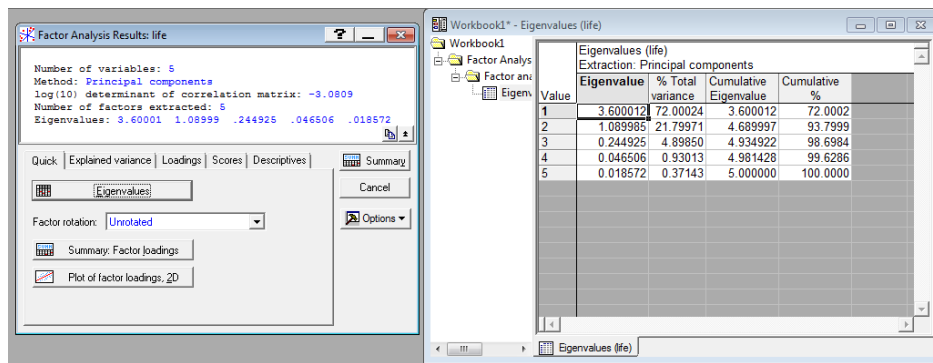 Factor Analysis Results: life
Number of variables: 5
Method: Principal components
log(10) determinant of correlation matrix: -3.0809
Number of factors extracted: 5
Eigenvalues: 3.60001 1.08999 .244925 .046506 .018572
Quick Explained variance Loadings Scores Descriptives
Summary
Eigenvalues
Cancel
Factor rotation: Unrotated
Options
Summary: Factor loadings
Plot of factor loadings, 2D
Workbook1* - Eigenvalues (life)
Workbook1
Factor Analys
Factor ana
Eigenv
Eigenvalues (life)
Extraction: Principal components
Value Eigenvalue % Total variance Cumulative Eigenvalue Cumulative %
1 3.600012 72.00024 3.600012 72.0002
2 1.089985 21.79971 4.689997 93.7999
3 0.244925 4.89850 4.934922 98.6984
4 0.046506 0.93013 4.981428 99.6286
5 0.018572 0.37143 5.000000 100.0000
Eigenvalues (life)